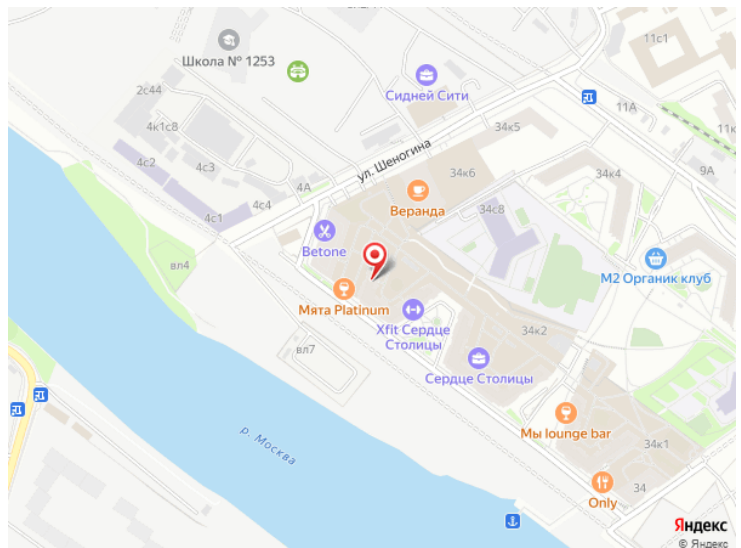 11с1
Школа № 1253
Сидней Сити
2с44
11А
4к1с8
34к5
11к
4с2
4с3
ул. Шеногина
34к6
34к4
9А
4А
4с4
4с1
Веранда
34с8
Betone
вл4
М2 Органик клуб
Мята Platinum
Xfit Сердце
Столицы
34к2
вл7
Сердце Столицы
р. Москва
Мы lounge bar
34к1
34
Only
Яндекс
© Яндекс